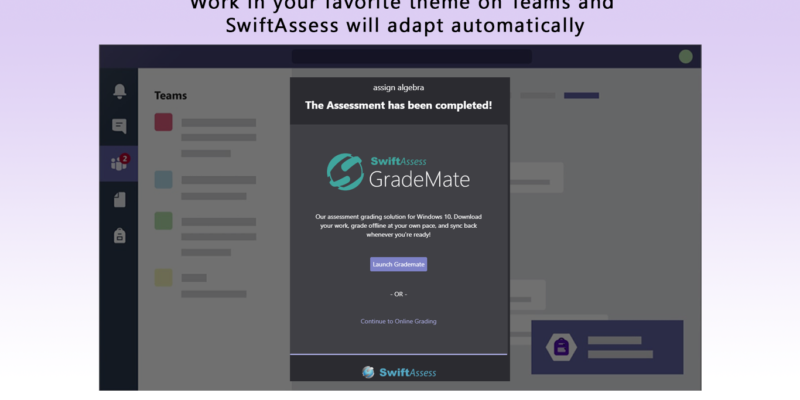 Work in your favorite theme on Teams and
SwiftAssess will adapt automatically
Teams
2
assign algebra
The Assessment has been completed!
SwiftAssess
GradeMate
Our assessment grading solution for Windows 10. Download
your work, grade offline at your own pace, and sync back
whenever you're ready!
Launch Gradem​ate
- OR -
Continue to Online Grading
SwiftAssess